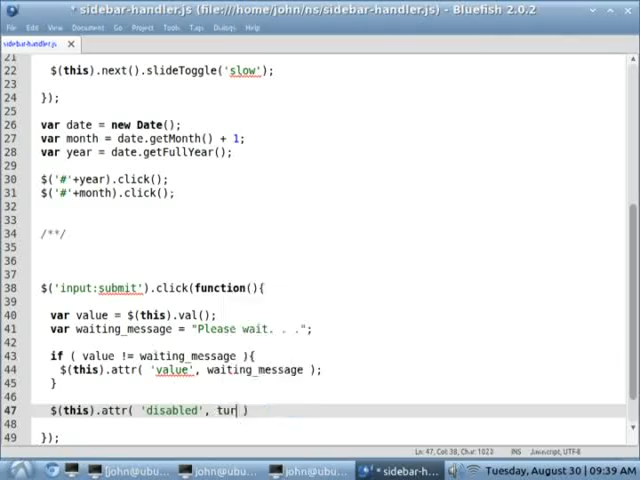 * sidebar-handler.js (file:///home/john/ns/sidebar-handler.js) - Bluefish 2.0.2
File Edit View Document Go Project Tools Tags Dialogs Help
sidebar-handler.js
21
22 $(this).next().slideToggle('slow');
23
24 });
25
26 var date = new Date();
27 var month = date.getMonth() + 1;
28 var year = date.getFullYear();
29
30 $('#'+year).click();
31 $('#'+month).click();
32
33
34 /**/
35
36
37
38 $('input:submit').click(function(){
39
40 var value = $(this).val();
41 var waiting_message = "Please wait. . .";
42
43 if ( value != waiting_message ){
44 $(this).attr( 'value', waiting_message );
45 }
46
47 $(this).attr( 'disabled', tur )
48
49 });
Ln: 47, Col: 38, Char: 1023 INS Javascript, UTF-8
[john@ubu... john@ubu... john@ubu... * sidebar-h... Tuesday, August 30 | 09:39 AM